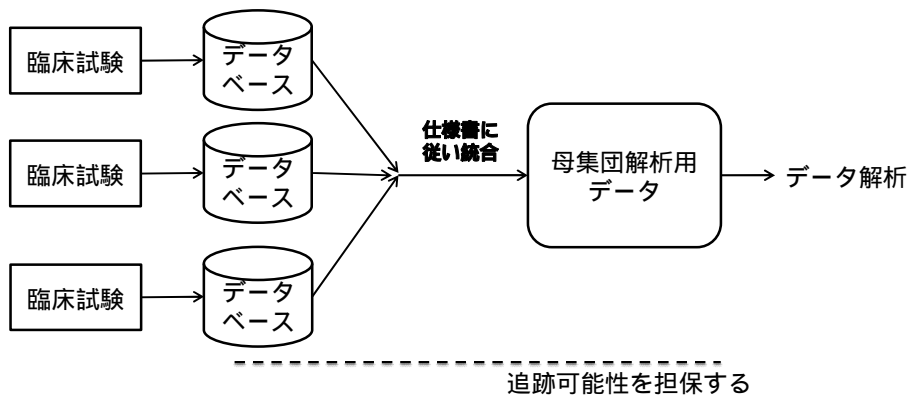 臨床試験
データ
ベース
臨床試験
データ
ベース
臨床試験
データ
ベース
仕様書に
従い統合
母集団解析用
データ
データ解析
追跡可能性を担保する